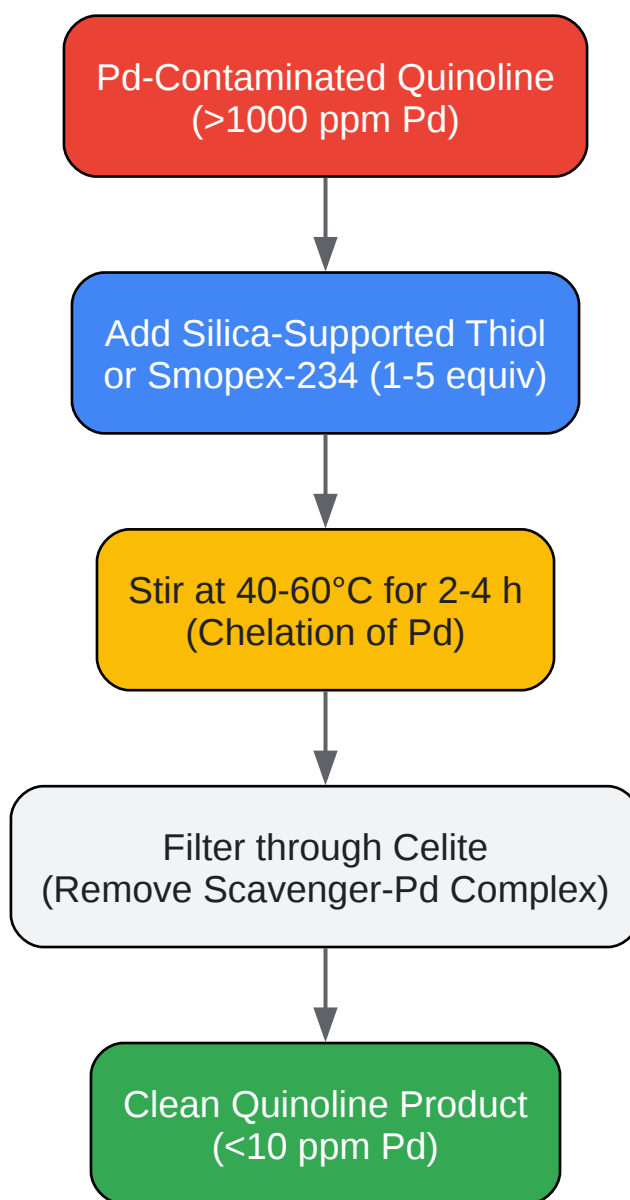 Pd-Contaminated Quinoline
(>1000 ppm Pd)
Add Silica-Supported Thiol
or Smopex-234 (1-5 equiv)
Stir at 40-60°C for 2-4 h
(Chelation of Pd)
Filter through Celite
(Remove Scavenger-Pd Complex)
Clean Quinoline Product
(<10 ppm Pd)